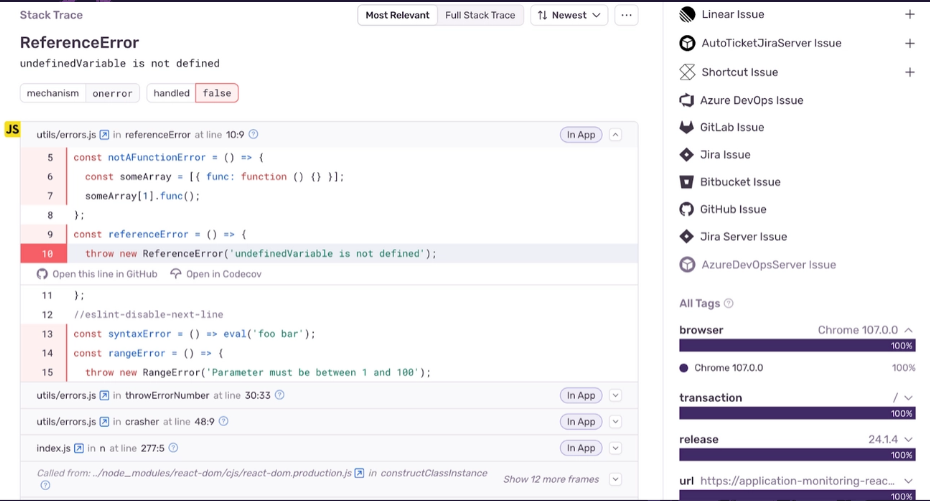 Stack Trace
Most Relevant
Full Stack Trace
Newest
ReferenceError
undefinedVariable is not defined
mechanism onerror
handled false
JS
utils/errors.js in referenceError at line 10:9
In App
5 const notAFunctionError = () => {
6 const someArray = [{ func: function () {} }];
7 someArray[1].func();
8 };
9 const referenceError = () => {
10 throw new ReferenceError('undefinedVariable is not defined');
Open this line in GitHub Open in Codecov
11 };
12 //eslint-disable-next-line
13 const syntaxError = () => eval('foo bar');
14 const rangeError = () => {
15 throw new RangeError('Parameter must be between 1 and 100');
utils/errors.js in throwErrorNumber at line 30:33
In App
utils/errors.js in crasher at line 48:9
In App
index.js in n at line 277:5
In App
Called from: ../node_modules/react-dom/cjs/react-dom.production.js in constructClassInstance
Show 12 more frames
Linear Issue
AutoTicketJiraServer Issue
Shortcut Issue
Azure DevOps Issue
GitLab Issue
Jira Issue
Bitbucket Issue
GitHub Issue
Jira Server Issue
AzureDevOpsServer Issue
All Tags
browser Chrome 107.0.0
100%
Chrome 107.0.0 100%
transaction /
100%
release 24.1.4
100%
url https://application-monitoring-reac...
100%